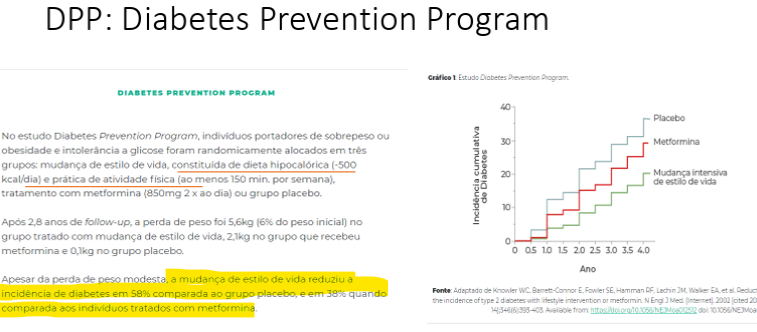 DPP: Diabetes Prevention Program
DIABETES PREVENTION PROGRAM
No estudo Diabetes Prevention Program, indivíduos portadores de sobrepeso ou
obesidade e intolerância a glicose foram randomicamente alocados em três
grupos: mudança de estilo de vida, constituída de dieta hipocalórica (-500
kcal/dia) e prática de atividade física (ao menos 150 min. por semana),
tratamento com metformina (850mg 2 x ao dia) ou grupo placebo.
Após 2,8 anos de follow-up, a perda de peso foi 5,6kg (6% do peso inicial) no
grupo tratado com mudança de estilo de vida, 2,1kg no grupo que recebeu
metformina e 0,1kg no grupo placebo.
Apesar da perda de peso modesta, a mudança de estilo de vida reduziu a
incidência de diabetes em 58% comparada ao grupo placebo, e em 38% quando
comparada aos indivíduos tratados com metformina.
Gráfico 1: Estudo Diabetes Prevention Program.
Incidência cumulativa
de Diabetes
40
30
20
10
0
Placebo
Metformina
Mudança intensiva
de estilo de vida
0 0.5 1.0 1.5 2.0 2.5 3.0 3.5 4.0
Ano
Fonte: Adaptado de Knowler WC, Barrett-Connor E, Fowler SE, Hamman RF, Lachin JM, Walker EA, et al. Reduct
the incidence of type 2 diabetes with lifestyle intervention or metformin. N Engl J Med. [Internet]. 2002 [cited 20
14];346(6):393-403. Available from: https://doi.org/10.1056/NEJMoa012512 doi: 10.1056/NEJMoa